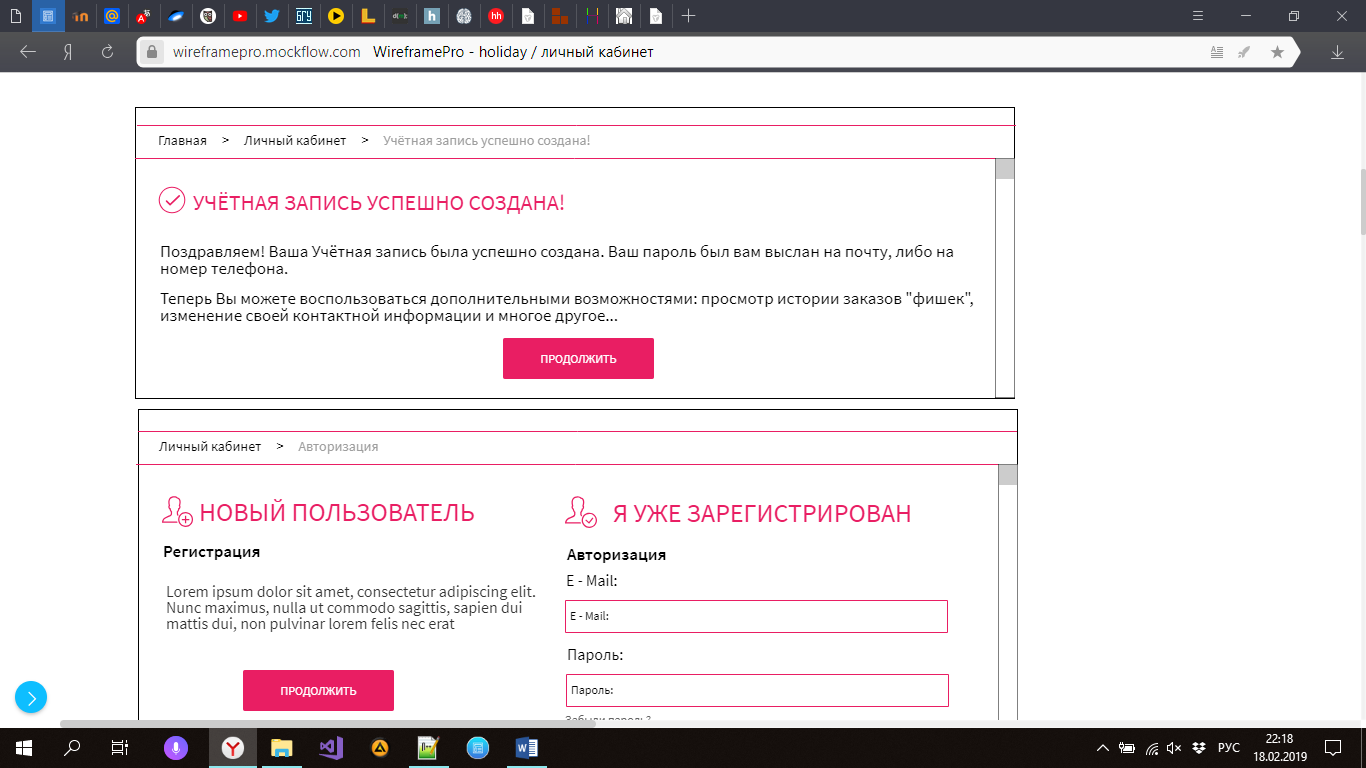 wireframepro.mockflow.com WireframePro - holiday / личный кабинет
Главная > Личный кабинет > Учётная запись успешно создана!
УЧЁТНАЯ ЗАПИСЬ УСПЕШНО СОЗДАНА!
Поздравляем! Ваша Учётная запись была успешно создана. Ваш пароль был вам выслан на почту, либо на
номер телефона.
Теперь Вы можете воспользоваться дополнительными возможностями: просмотр истории заказов "фишек",
изменение своей контактной информации и многое другое...
ПРОДОЛЖИТЬ
Личный кабинет > Авторизация
НОВЫЙ ПОЛЬЗОВАТЕЛЬ
Регистрация
Lorem ipsum dolor sit amet, consectetur adipiscing elit.
Nunc maximus, nulla ut commodo sagittis, sapien dui
mattis dui, non pulvinar lorem felis nec erat
ПРОДОЛЖИТЬ
Я УЖЕ ЗАРЕГИСТРИРОВАН
Авторизация
E - Mail:
E - Mail:
Пароль:
Пароль:
Забыли пароль?
РУС
22:18
18.02.2019